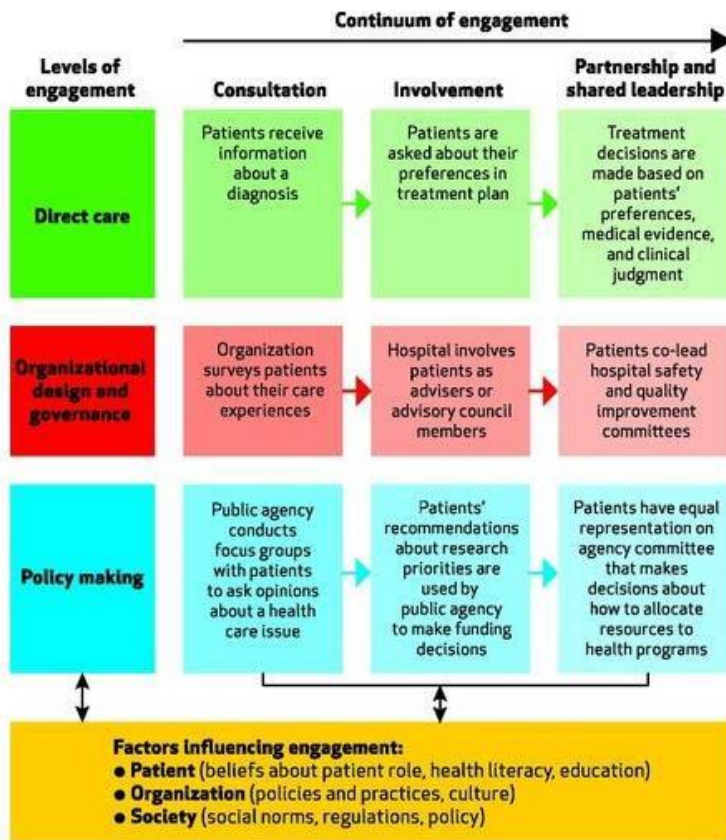 Continuum of engagement
Levels of
engagement
Consultation
Involvement
Partnership and
shared leadership
Direct care
Patients receive
information
about a
diagnosis
Patients are
asked about their
preferences in
treatment plan
Treatment
decisions are
made based on
patients'
preferences,
medical evidence,
and clinical
judgment
Organizational
design and
governance
Organization
surveys patients
about their care
experiences
Hospital involves
patients as
advisers or
advisory council
members
Patients co-lead
hospital safety
and quality
improvement
committees
Policy making
Public agency
conducts
focus groups
with patients
to ask opinions
about a health
care issue
Patients'
recommendations
about research
priorities are
used by
public agency
to make funding
decisions
Patients have equal
representation on
agency committee
that makes
decisions about
how to allocate
resources to
health programs
Factors influencing engagement:
● Patient (beliefs about patient role, health literacy, education)
● Organization (policies and practices, culture)
● Society (social norms, regulations, policy)